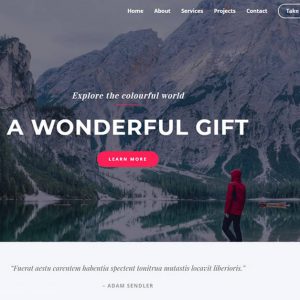 Home About Services Projects Contact Take
Explore the colourful world
A WONDERFUL GIFT
LEARN MORE
"Fuerat aestu carentem habentia spectent tonitrua mutastis locavit liberioris."
– ADAM SENDLER